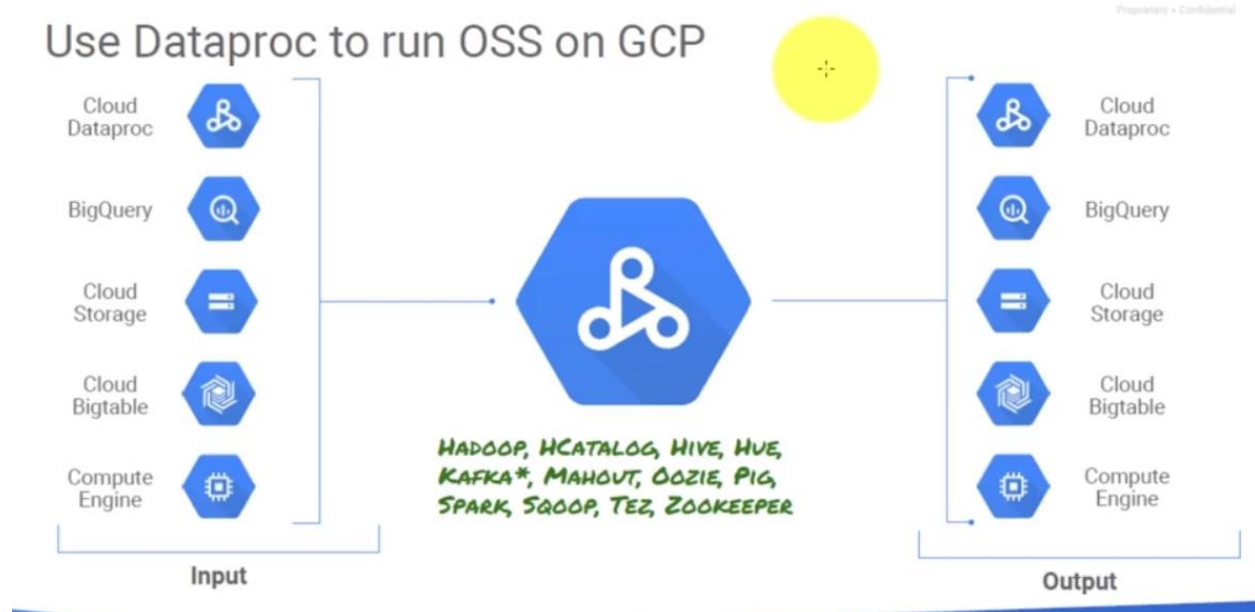 Proprietary + Confidential
Use Dataproc to run OSS on GCP
Cloud
Dataproc
BigQuery
Cloud
Storage
Cloud
Bigtable
Compute
Engine
Input
HADOOP, HCATALOG, HIVE, HUE,
KAFKA*, MAHOUT, OOZIE, PIG,
SPARK, SQOOP, TEZ, ZOOKEEPER
Cloud
Dataproc
BigQuery
Cloud
Storage
Cloud
Bigtable
Compute
Engine
Output